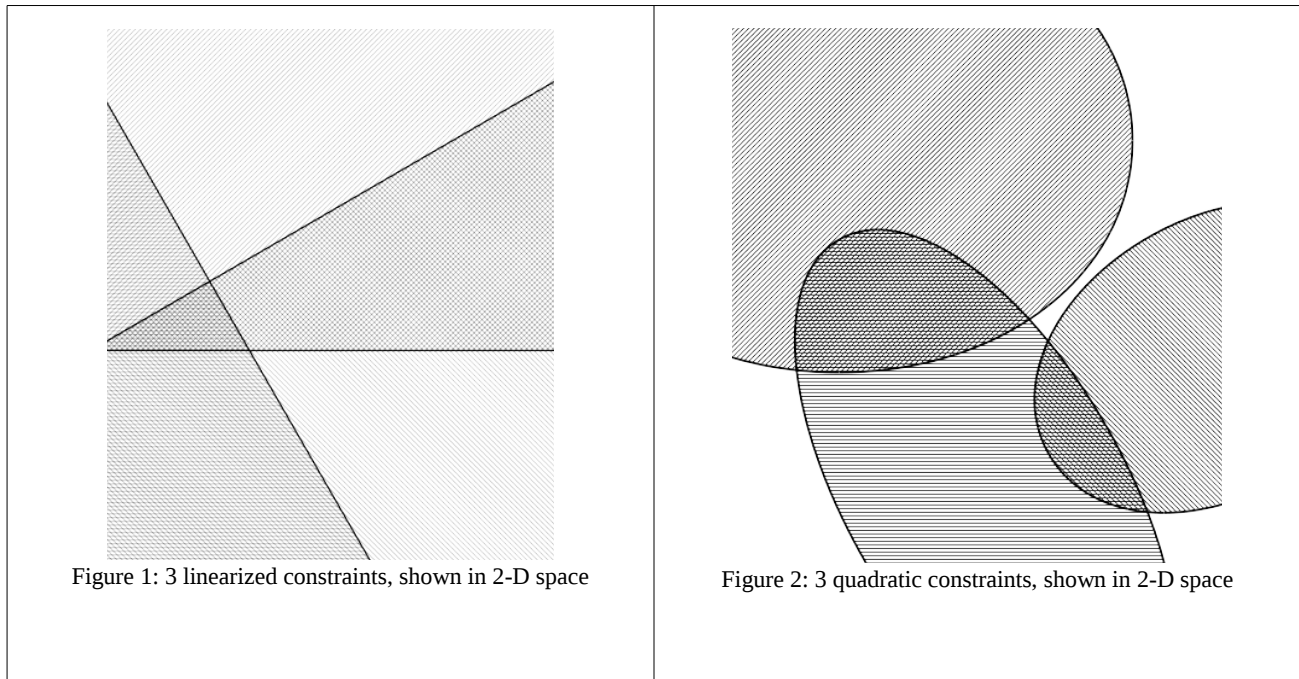 Figure 1: 3 linearized constraints, shown in 2-D space
Figure 2: 3 quadratic constraints, shown in 2-D space